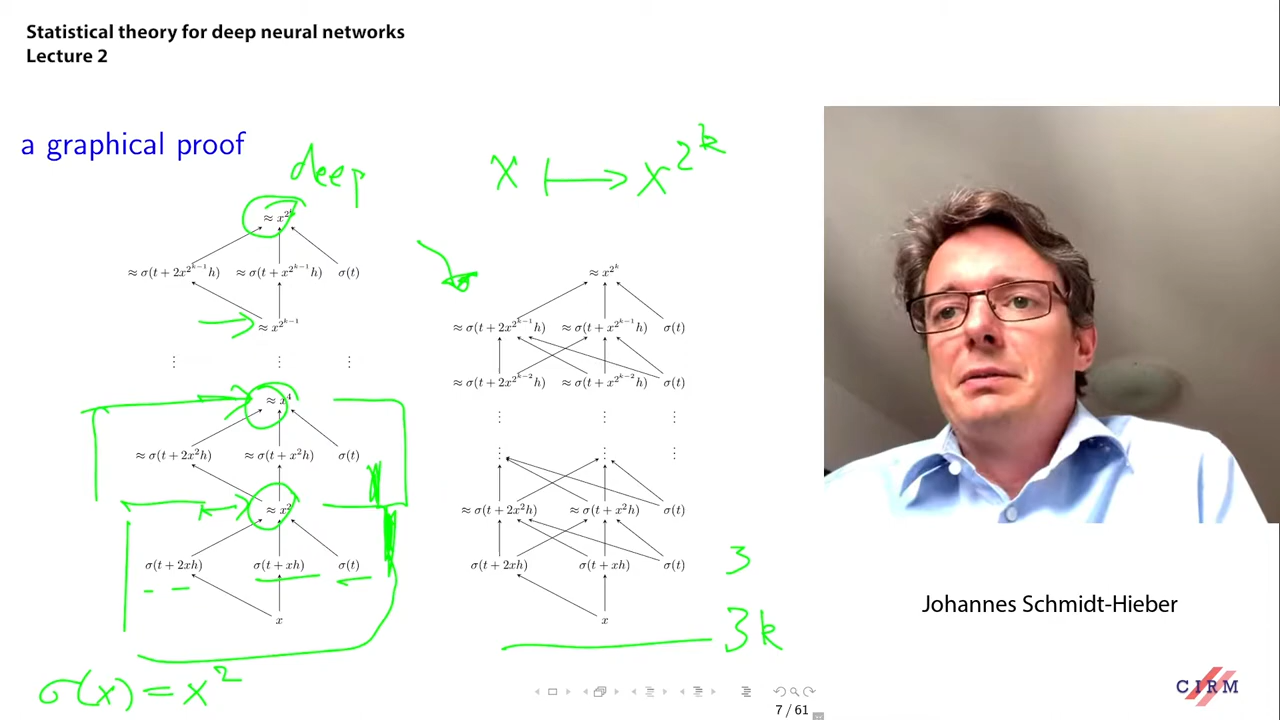 Statistical theory for deep neural networks
Lecture 2
a graphical proof
deep
x ↦ x^{2^k}
≈ x^{2^k}
≈ σ(t + 2x^{2^{k−1}}h) ≈ σ(t + x^{2^{k−1}}h) σ(t)
≈ x^{2^{k−1}}
⋮ ⋮ ⋮
≈ x^4
≈ σ(t + 2x^2h) ≈ σ(t + x^2h) σ(t)
≈ x^2
σ(t + 2xh) σ(t + xh) σ(t)
x
σ(x) = x^2
≈ x^{2^k}
≈ σ(t + 2x^{2^{k−1}}h) ≈ σ(t + x^{2^{k−1}}h) σ(t)
≈ σ(t + 2x^{2^{k−2}}h) ≈ σ(t + x^{2^{k−2}}h) σ(t)
⋮ ⋮ ⋮
⋮ ⋮ ⋮
≈ σ(t + 2x^2h) ≈ σ(t + x^2h) σ(t)
σ(t + 2xh) σ(t + xh) σ(t)
3
x
3k
Johannes Schmidt-Hieber
CIRM
7 / 61